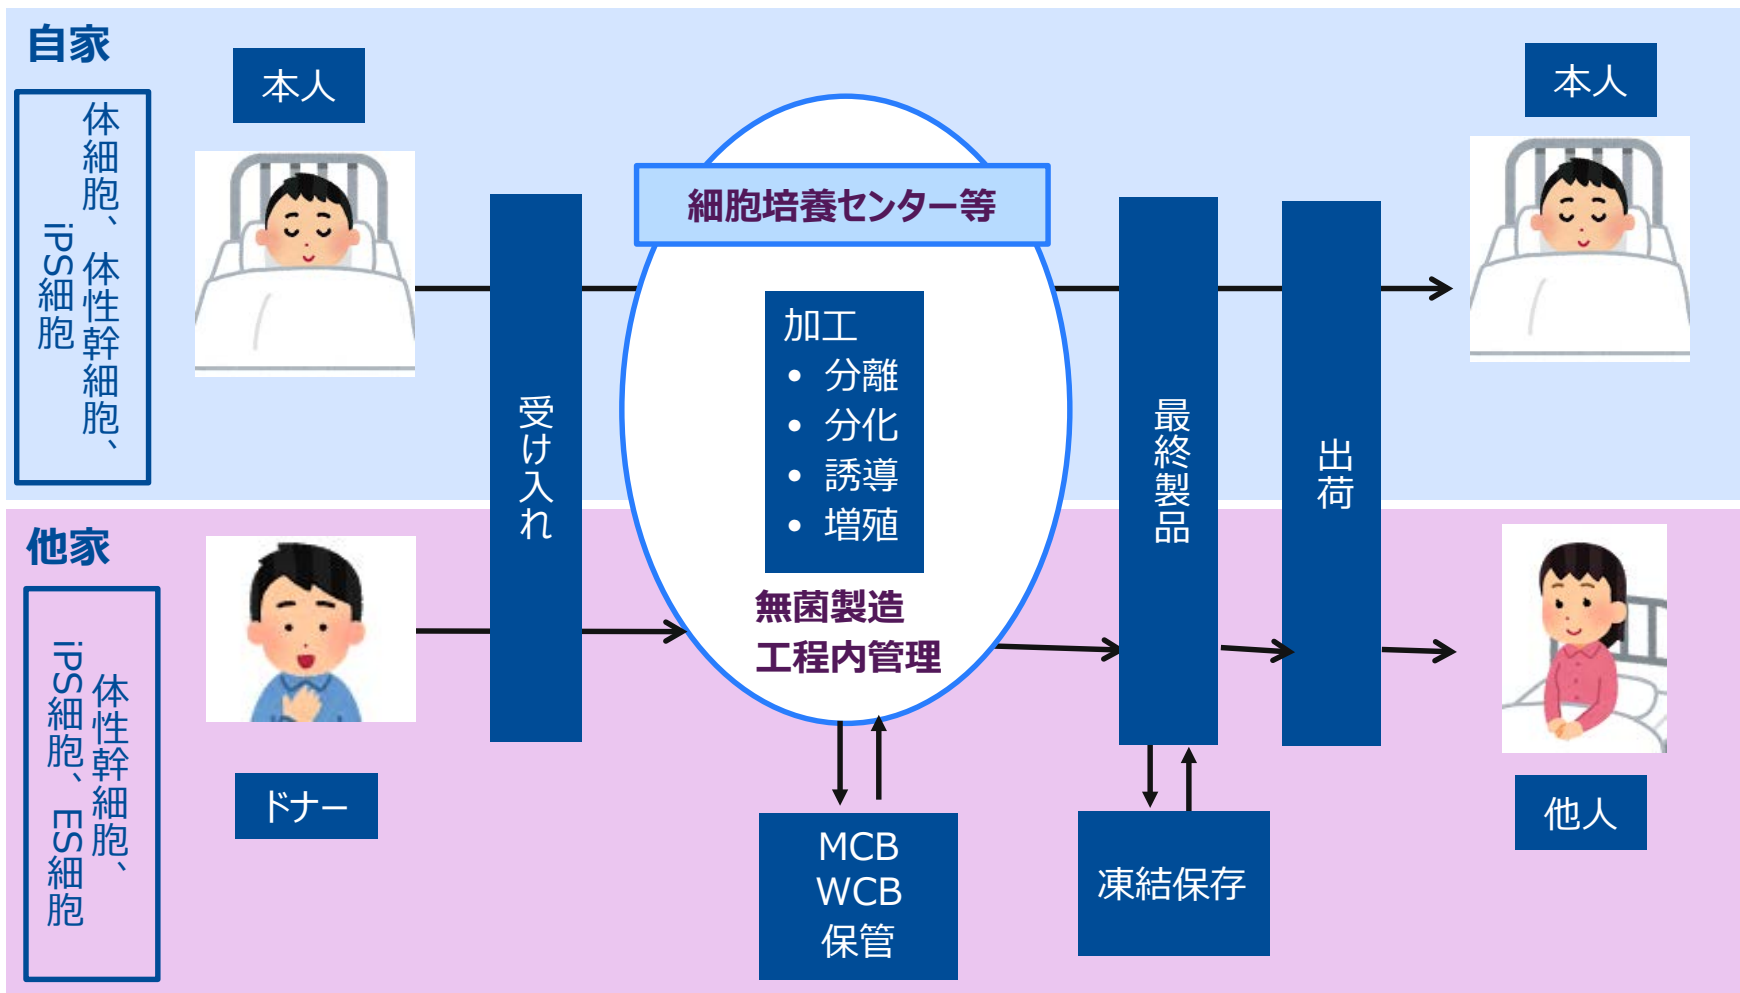 自家
体細胞、体性幹細胞、
iPS細胞
本人
受け入れ
細胞培養センター等
加工
• 分離
• 分化
• 誘導
• 増殖
無菌製造
工程内管理
最終製品
出荷
本人
他家
体性幹細胞、
iPS細胞、ES細胞
ドナー
MCB
WCB
保管
凍結保存
他人